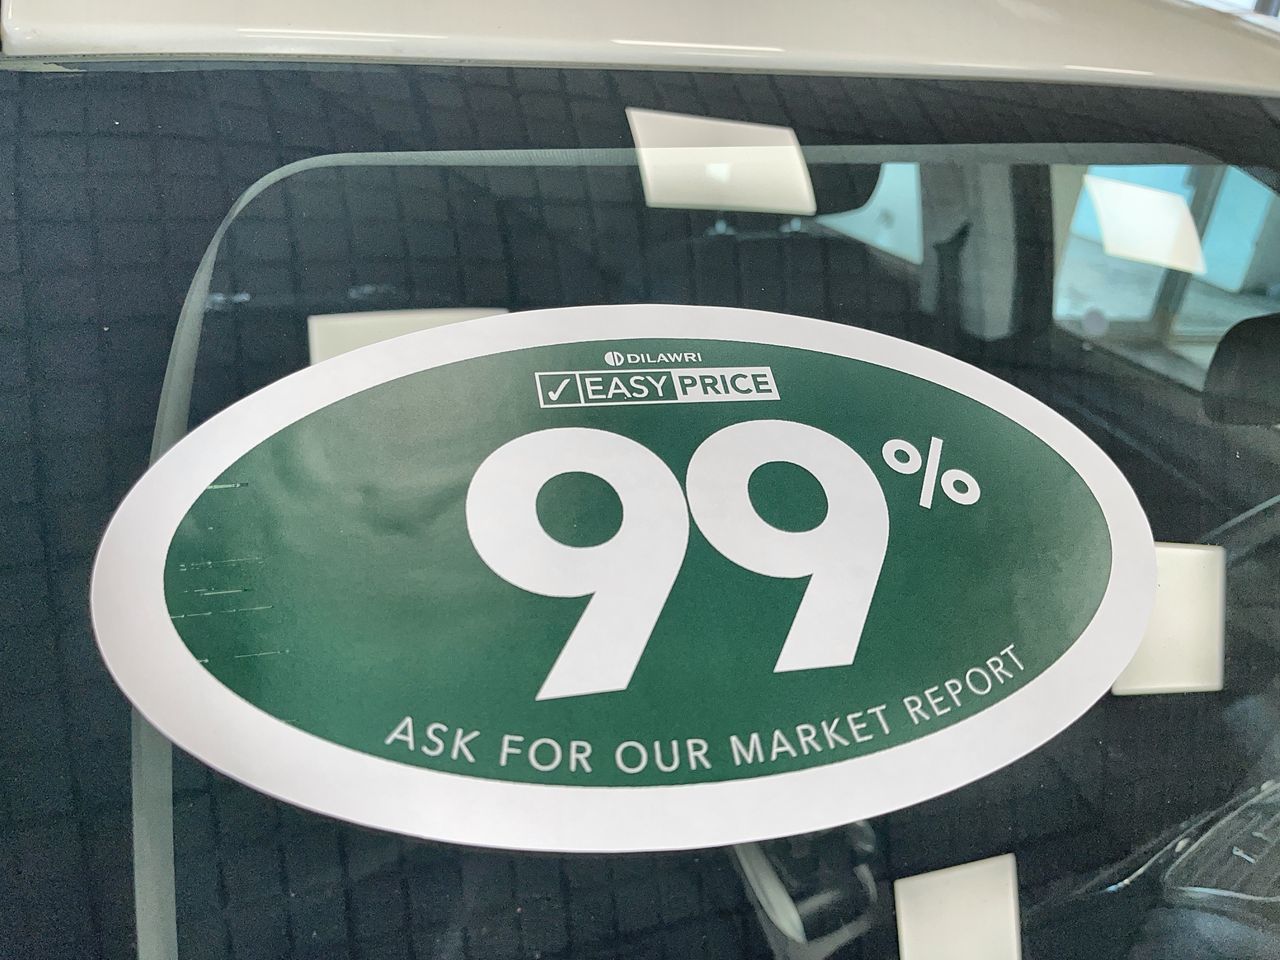 DILAWRI
✓ EASY PRICE
99%
ASK FOR OUR MARKET REPORT